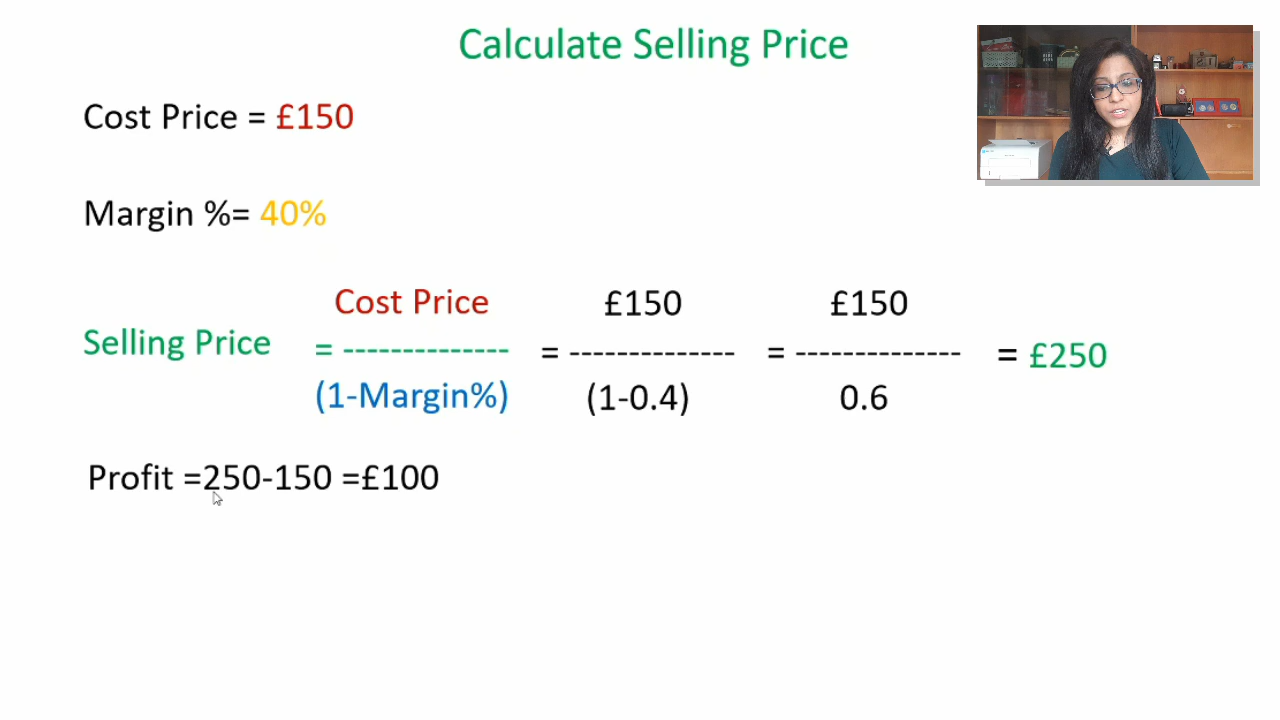 Calculate Selling Price
Cost Price = £150
Margin %= 40%
Cost Price £150 £150
Selling Price = -------------- = -------------- = -------------- = £250
(1-Margin%) (1-0.4) 0.6
Profit =250-150 =£100